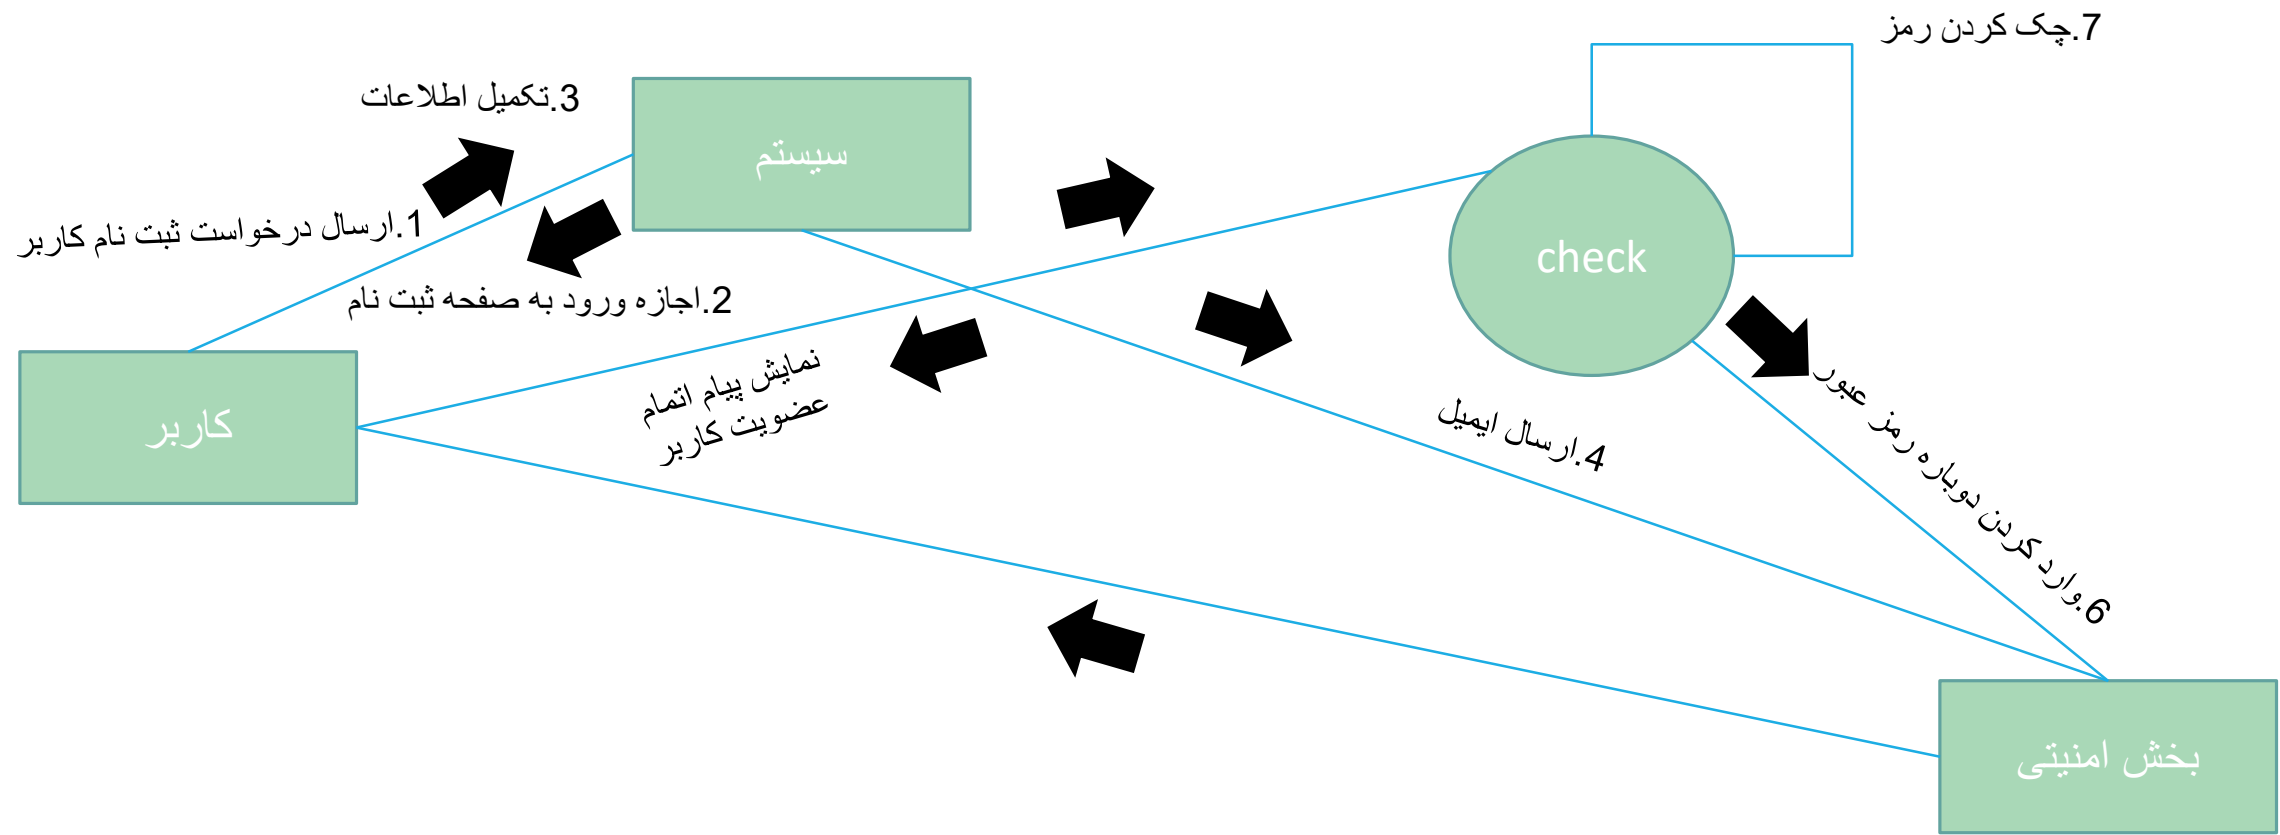 7.چک کردن رمز
3.تکمیل اطلاعات
سیستم
1.ارسال درخواست ثبت نام کاربر
check
2.اجازه ورود به صفحه ثبت نام
نمایش پیام اتمام
عضویت کاربر
کاربر
4.ارسال ایمیل
6.وارد کردن دوباره رمز عبور
بخش امنیتی